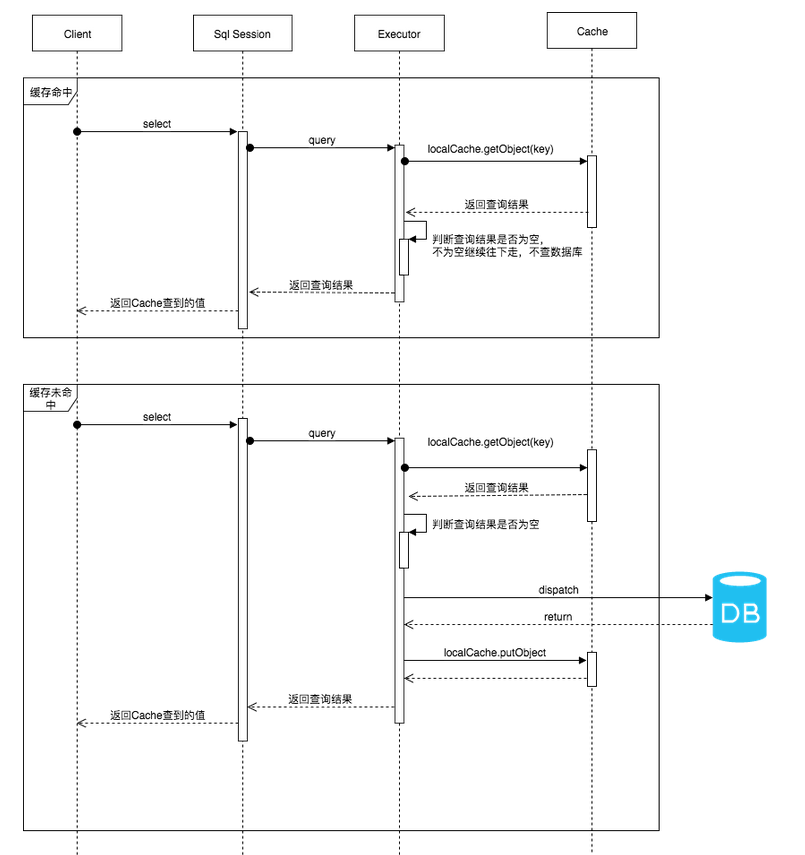 Client
Sql Session
Executor
Cache
缓存命中
select
query
localCache.getObject(key)
返回查询结果
判断查询结果是否为空，
不为空继续往下走，不查数据库
返回查询结果
返回Cache查到的值
缓存未命
中
select
query
localCache.getObject(key)
返回查询结果
判断查询结果是否为空
dispatch
DB
return
localCache.putObject
返回查询结果
返回Cache查到的值